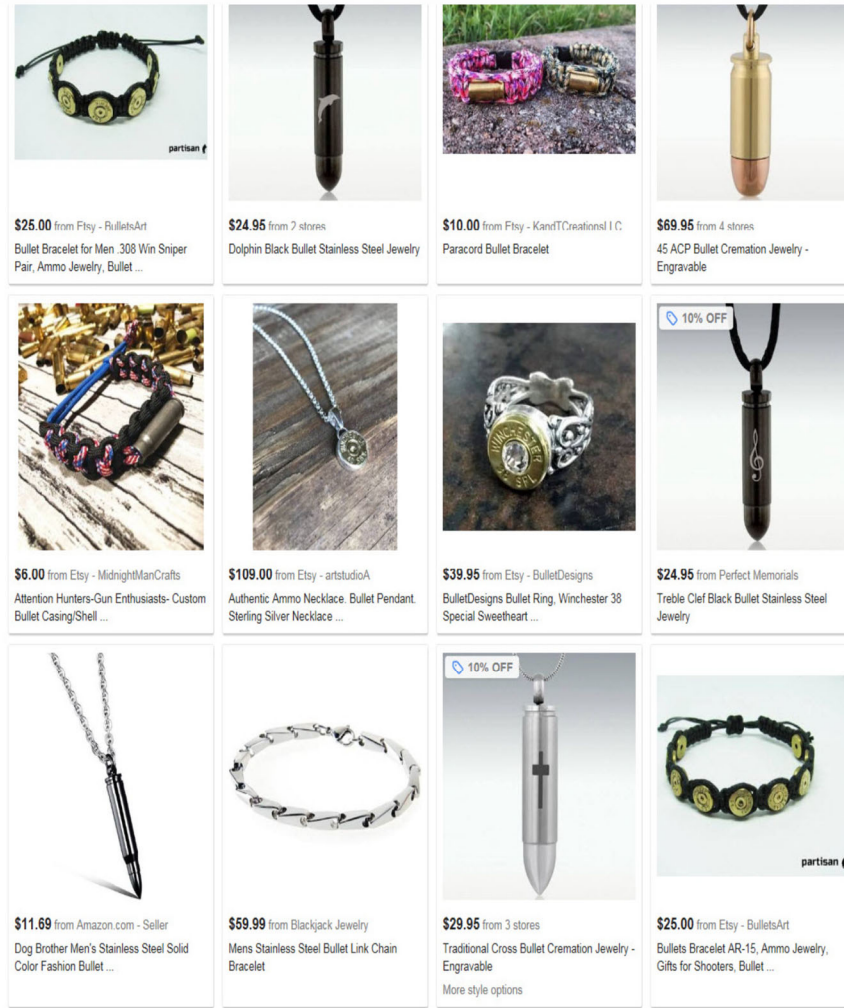 partisan
$25.00 from Etsy - BulletsArt
Bullet Bracelet for Men .308 Win Sniper
Pair, Ammo Jewelry, Bullet ...
$24.95 from 2 stores
Dolphin Black Bullet Stainless Steel Jewelry
$10.00 from Etsy - KandTCreationsLLC
Paracord Bullet Bracelet
$69.95 from 4 stores
45 ACP Bullet Cremation Jewelry -
Engravable
$6.00 from Etsy - MidnightManCrafts
Attention Hunters-Gun Enthusiasts- Custom
Bullet Casing/Shell ...
$109.00 from Etsy - artstudioA
Authentic Ammo Necklace. Bullet Pendant.
Sterling Silver Necklace ...
WINCHESTER
SPL
$39.95 from Etsy - BulletDesigns
BulletDesigns Bullet Ring, Winchester 38
Special Sweetheart ...
10% OFF
$24.95 from Perfect Memorials
Treble Clef Black Bullet Stainless Steel
Jewelry
$11.69 from Amazon.com - Seller
Dog Brother Men's Stainless Steel Solid
Color Fashion Bullet ...
$59.99 from Blackjack Jewelry
Mens Stainless Steel Bullet Link Chain
Bracelet
10% OFF
$29.95 from 3 stores
Traditional Cross Bullet Cremation Jewelry -
Engravable
More style options
partisan
$25.00 from Etsy - BulletsArt
Bullets Bracelet AR-15, Ammo Jewelry,
Gifts for Shooters, Bullet ...